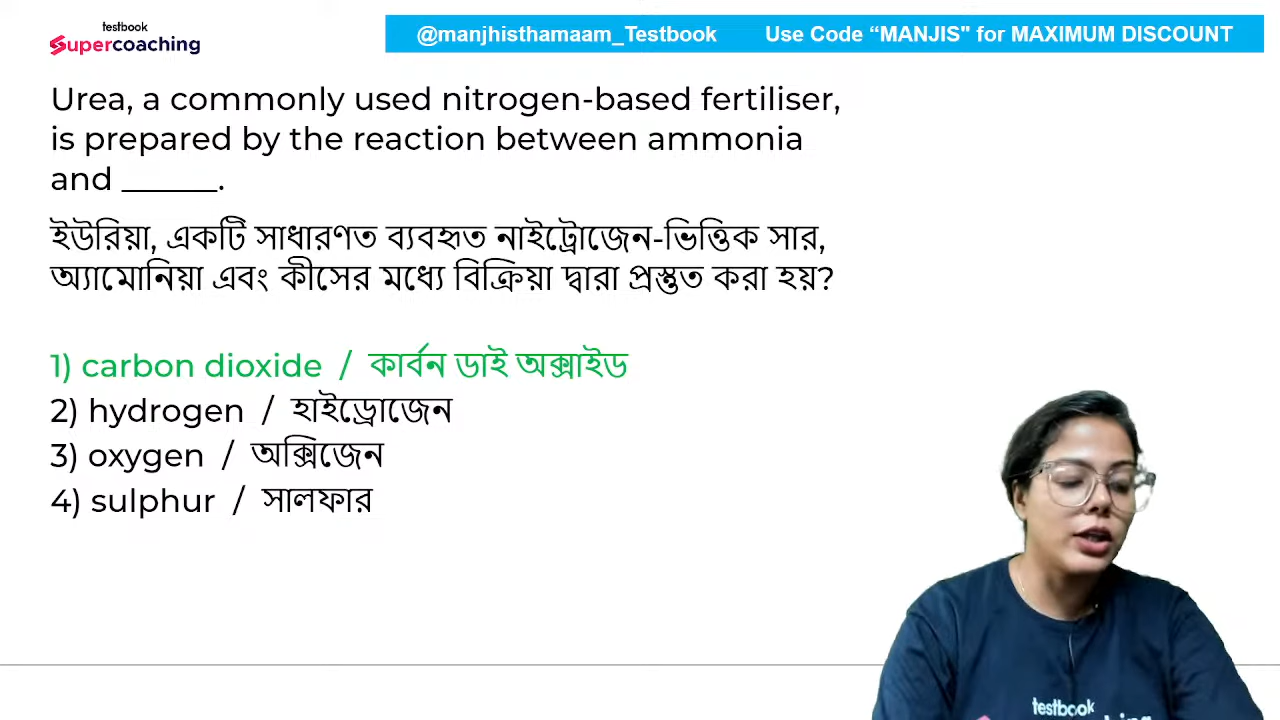 testbook
Supercoaching
@manjhisthamaam_Testbook Use Code “MANJIS" for MAXIMUM DISCOUNT
Urea, a commonly used nitrogen-based fertiliser,
is prepared by the reaction between ammonia
and ______.
ইউরিয়া, একটি সাধারণত ব্যবহৃত নাইট্রোজেন-ভিত্তিক সার,
অ্যামোনিয়া এবং কীসের মধ্যে বিক্রিয়া দ্বারা প্রস্তুত করা হয়?
1) carbon dioxide / কার্বন ডাই অক্সাইড
2) hydrogen / হাইড্রোজেন
3) oxygen / অক্সিজেন
4) sulphur / সালফার
testbook